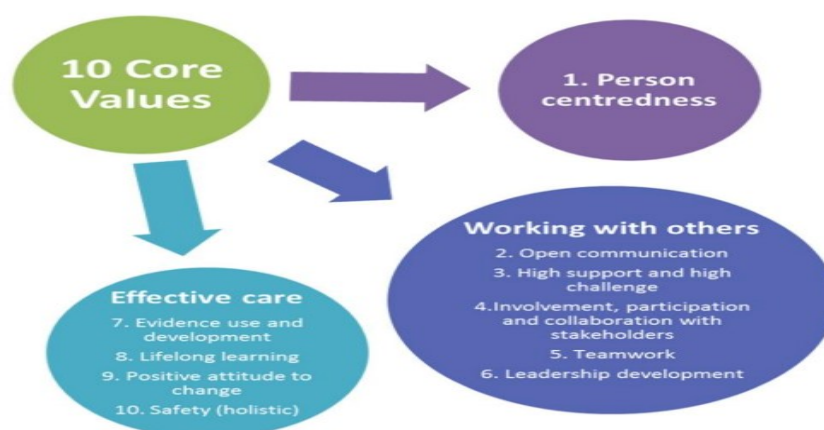 10 Core
Values
1. Person
centredness
Working with others
2. Open communication
3. High support and high
challenge
4.Involvement, participation
and collaboration with
stakeholders
5. Teamwork
6. Leadership development
Effective care
7. Evidence use and
development
8. Lifelong learning
9. Positive attitude to
change
10. Safety (holistic)